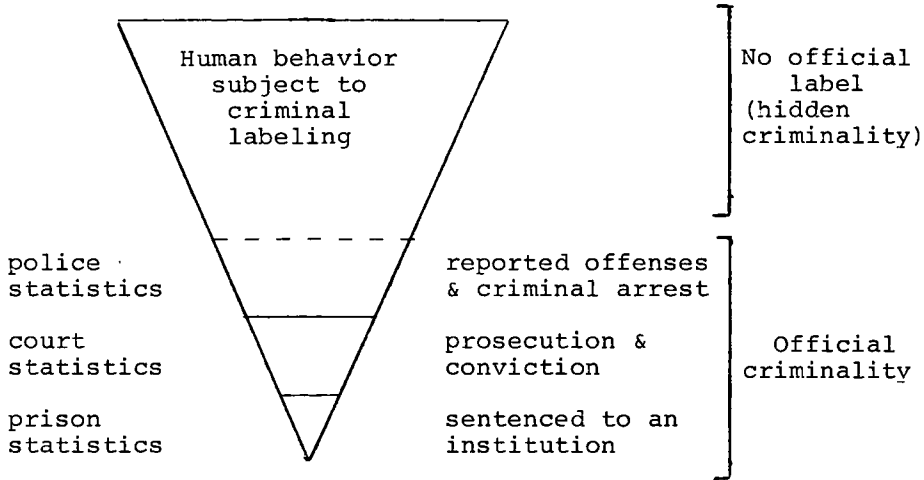 Human behavior
subject to
criminal
labeling
No official
label
(hidden
criminality)
police
statistics
reported offenses
& criminal arrest
court
statistics
prosecution &
conviction
Official
criminality
prison
statistics
sentenced to an
institution